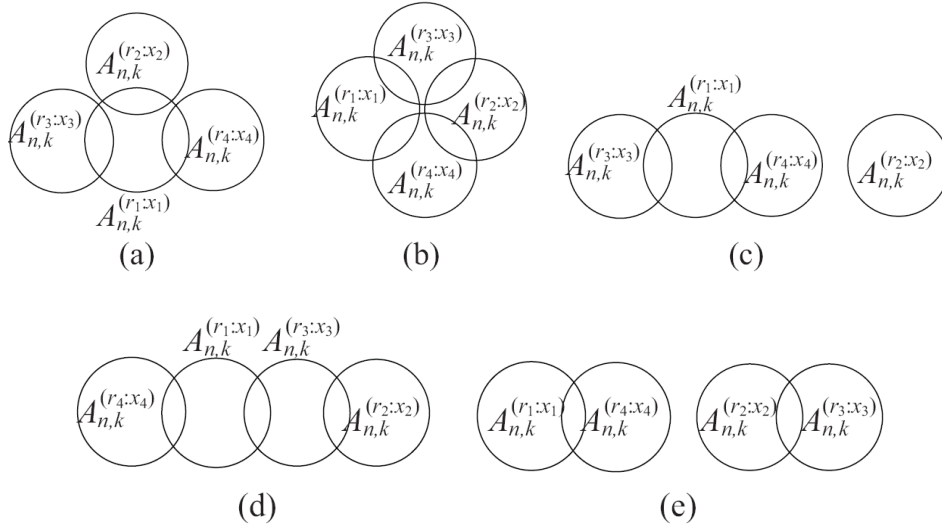 A_{n,k}^{(r_2:x_2)}
A_{n,k}^{(r_3:x_3)}
A_{n,k}^{(r_4:x_4)}
A_{n,k}^{(r_1:x_1)}
(a)
A_{n,k}^{(r_3:x_3)}
A_{n,k}^{(r_1:x_1)}
A_{n,k}^{(r_2:x_2)}
A_{n,k}^{(r_4:x_4)}
(b)
A_{n,k}^{(r_1:x_1)}
A_{n,k}^{(r_3:x_3)}
A_{n,k}^{(r_4:x_4)}
A_{n,k}^{(r_2:x_2)}
(c)
A_{n,k}^{(r_1:x_1)}
A_{n,k}^{(r_3:x_3)}
A_{n,k}^{(r_4:x_4)}
A_{n,k}^{(r_2:x_2)}
(d)
A_{n,k}^{(r_1:x_1)}
A_{n,k}^{(r_4:x_4)}
A_{n,k}^{(r_2:x_2)}
A_{n,k}^{(r_3:x_3)}
(e)